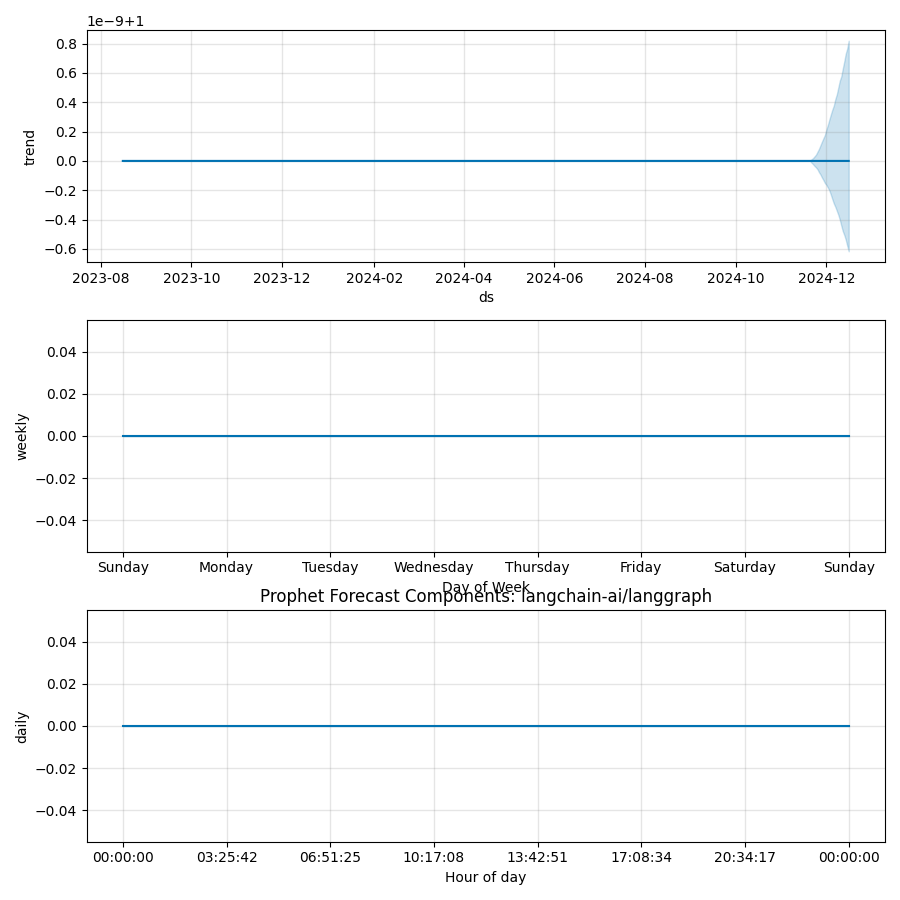 1e−9+1
0.8
0.6
0.4
0.2
0.0
−0.2
−0.4
−0.6
trend
2023-08 2023-10 2023-12 2024-02 2024-04 2024-06 2024-08 2024-10 2024-12
ds
0.04
0.02
0.00
−0.02
−0.04
weekly
Sunday Monday Tuesday Wednesday Thursday Friday Saturday Sunday
Day of Week
Prophet Forecast Components: langchain-ai/langgraph
0.04
0.02
0.00
−0.02
−0.04
daily
00:00:00 03:25:42 06:51:25 10:17:08 13:42:51 17:08:34 20:34:17 00:00:00
Hour of day